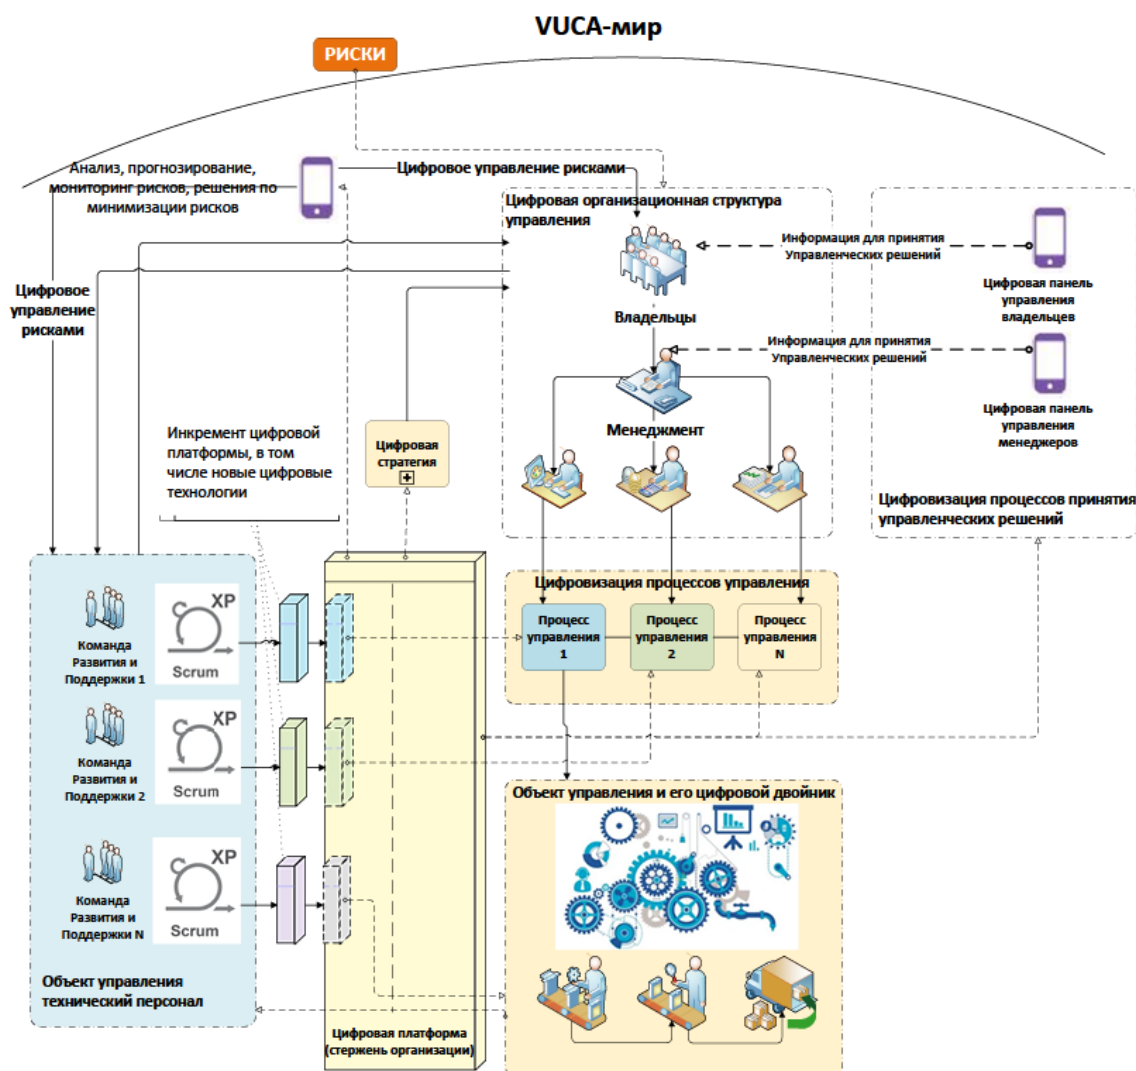 VUCA-мир
РИСКИ
Анализ, прогнозирование,
мониторинг рисков, решения по
минимизации рисков
Цифровое управление рисками
Цифровая организационная структура
управления
Информация для принятия
Управленческих решений
Цифровая панель
управления
владельцев
Цифровое
управление
рисками
Владельцы
Информация для принятия
Управленческих решений
Цифровая панель
управления
менеджеров
Менеджмент
Инкремент цифровой
платформы, в том
числе новые цифровые
технологии
Цифровая
стратегия
Цифровизация процессов принятия
управленческих решений
Цифровизация процессов управления
Процесс
управления
1
Процесс
управления
2
Процесс
управления
N
XP
Scrum
Команда
Развития и
Поддержки 1
XP
Scrum
Команда
Развития и
Поддержки 2
XP
Scrum
Команда
Развития и
Поддержки N
Объект управления и его цифровой двойник
Объект управления
технический персонал
Цифровая платформа
(стержень организации)